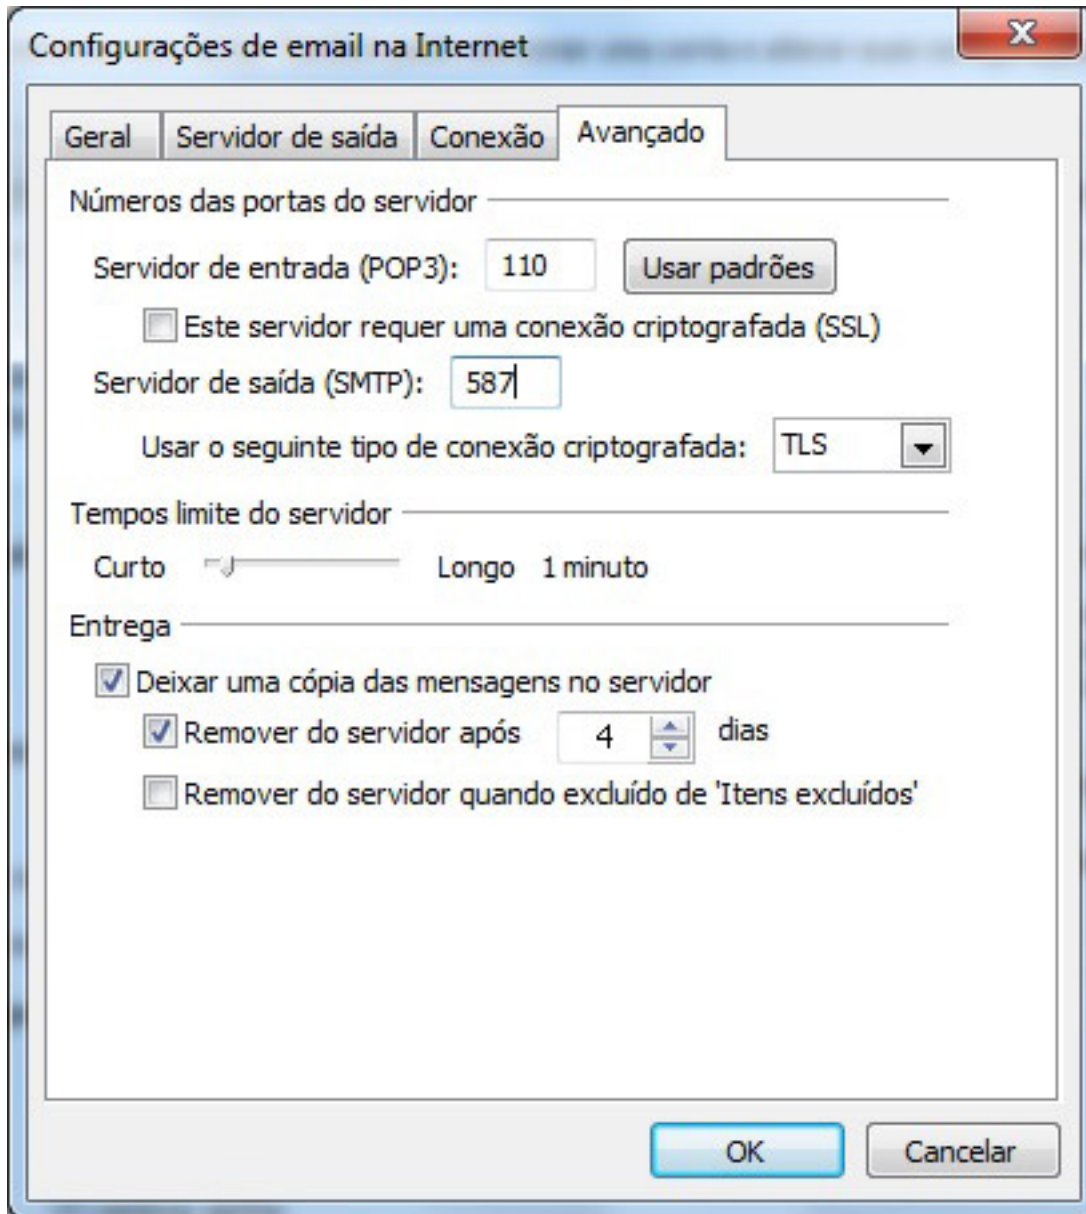 Configurações de email na Internet
Geral Servidor de saída Conexão Avançado
Números das portas do servidor
Servidor de entrada (POP3): 110 Usar padrões
Este servidor requer uma conexão criptografada (SSL)
Servidor de saída (SMTP): 587
Usar o seguinte tipo de conexão criptografada: TLS
Tempos limite do servidor
Curto Longo 1 minuto
Entrega
Deixar uma cópia das mensagens no servidor
Remover do servidor após 4 dias
Remover do servidor quando excluído de 'Itens excluídos'
OK Cancelar